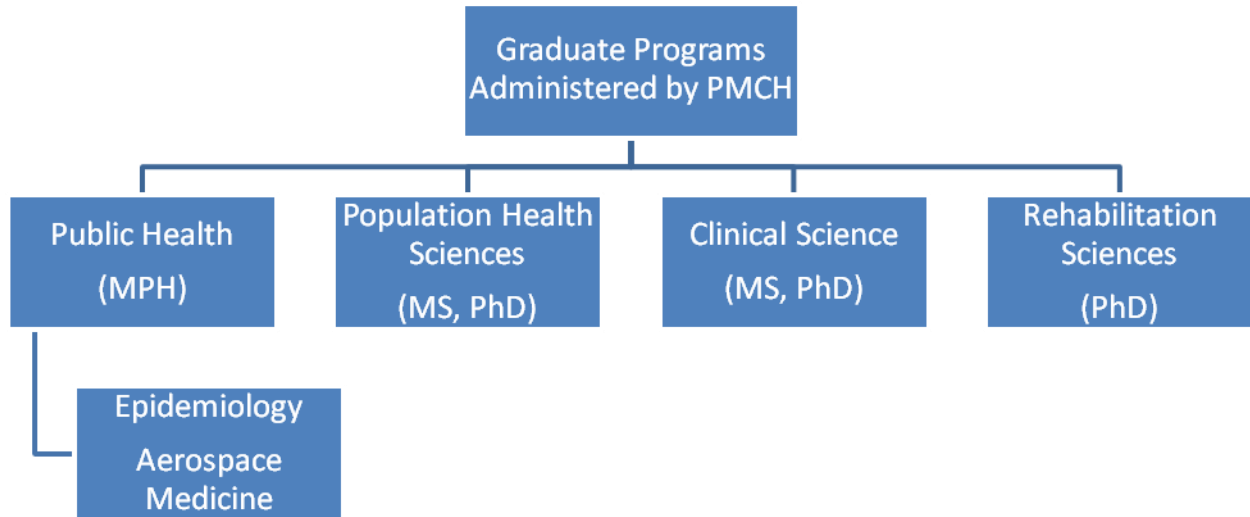 Graduate Programs
Administered by PMCH
Public Health
(MPH)
Population Health
Sciences
(MS, PhD)
Clinical Science
(MS, PhD)
Rehabilitation
Sciences
(PhD)
Epidemiology
Aerospace
Medicine